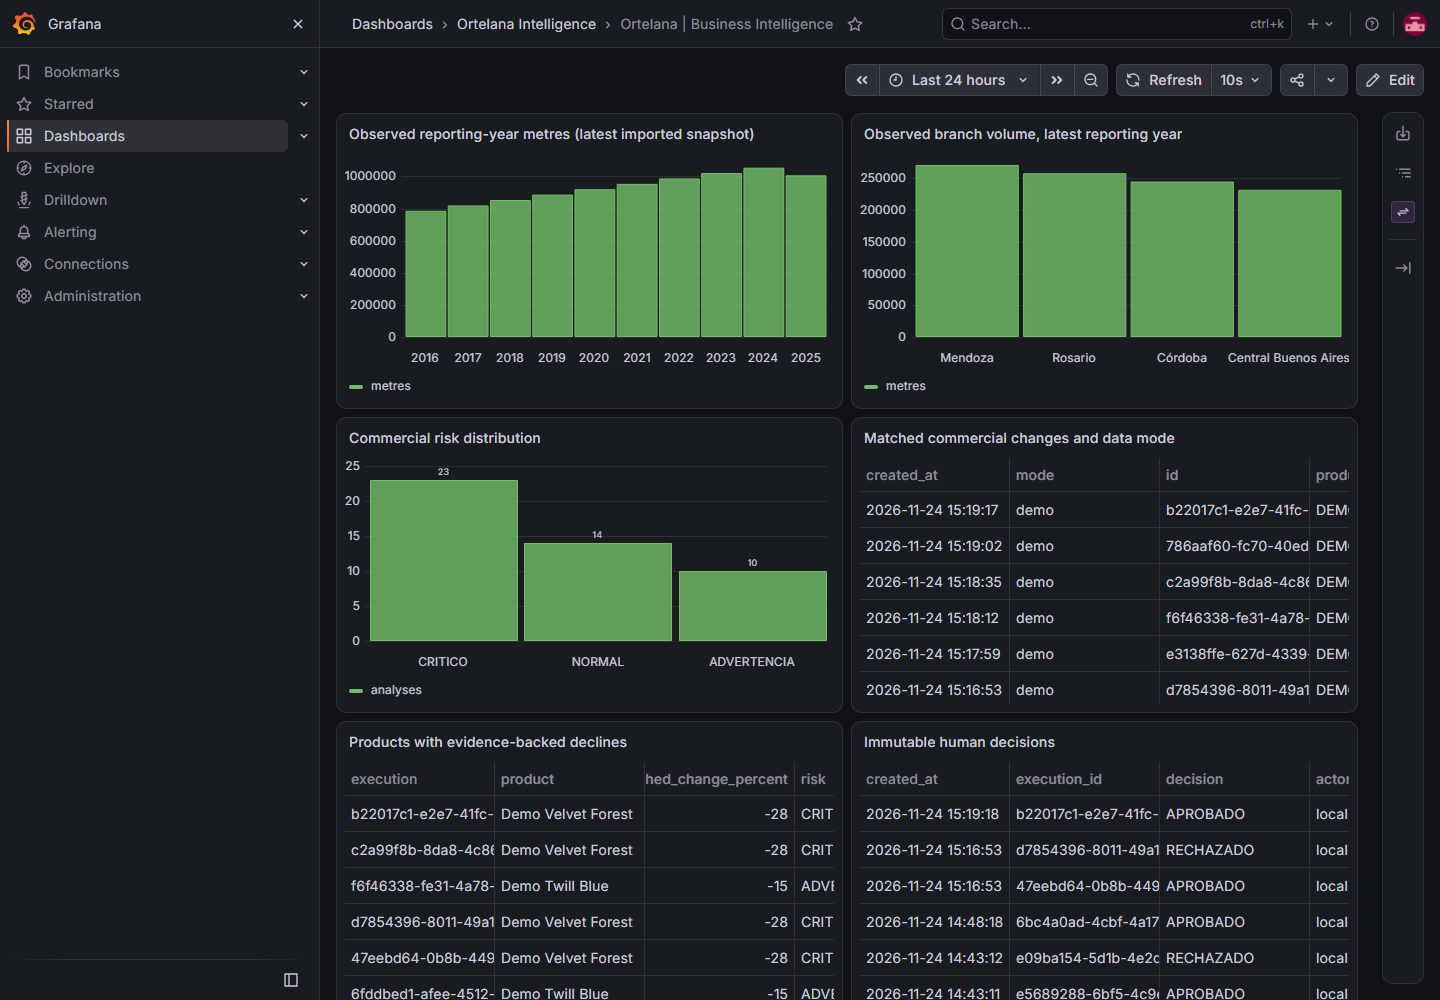 Grafana
Dashboards › Ortelana Intelligence › Ortelana | Business Intelligence
Search...
ctrl+k
Bookmarks
Starred
Dashboards
Explore
Drilldown
Alerting
Connections
Administration
Last 24 hours
Refresh
10s
Edit
Observed reporting-year metres (latest imported snapshot)
1000000
800000
600000
400000
200000
0
2016 2017 2018 2019 2020 2021 2022 2023 2024 2025
metres
Observed branch volume, latest reporting year
250000
200000
150000
100000
50000
0
Mendoza Rosario Córdoba Central Buenos Aires
metres
Commercial risk distribution
25
20
15
10
5
0
23
14
10
CRITICO NORMAL ADVERTENCIA
analyses
Matched commercial changes and data mode
created_at mode id produ
2026-11-24 15:19:17 demo b22017c1-e2e7-41fc- DEM
2026-11-24 15:19:02 demo 786aaf60-fc70-40ed DEM
2026-11-24 15:18:35 demo c2a99f8b-8da8-4c86 DEM
2026-11-24 15:18:12 demo f6f46338-fe31-4a78- DEM
2026-11-24 15:17:59 demo e3138ffe-627d-4339- DEM
2026-11-24 15:16:53 demo d7854396-8011-49a1 DEM
Products with evidence-backed declines
execution product hed_change_percent risk
b22017c1-e2e7-41fc- Demo Velvet Forest -28 CRIT
c2a99f8b-8da8-4c86 Demo Velvet Forest -28 CRIT
f6f46338-fe31-4a78- Demo Twill Blue -15 ADVE
d7854396-8011-49a1 Demo Velvet Forest -28 CRIT
47eebd64-0b8b-449 Demo Velvet Forest -28 CRIT
6fddbed1-afee-4512- Demo Twill Blue -15 ADVE
Immutable human decisions
created_at execution_id decision actor
2026-11-24 15:19:18 b22017c1-e2e7-41fc- APROBADO local
2026-11-24 15:16:53 d7854396-8011-49a1 RECHAZADO local
2026-11-24 15:16:53 47eebd64-0b8b-449 APROBADO local
2026-11-24 14:48:18 6bc4a0ad-4cbf-4a17 APROBADO local
2026-11-24 14:43:12 e09ba154-5d1b-4e2c RECHAZADO local
2026-11-24 14:43:11 e5689288-6bf5-4c9 APROBADO local